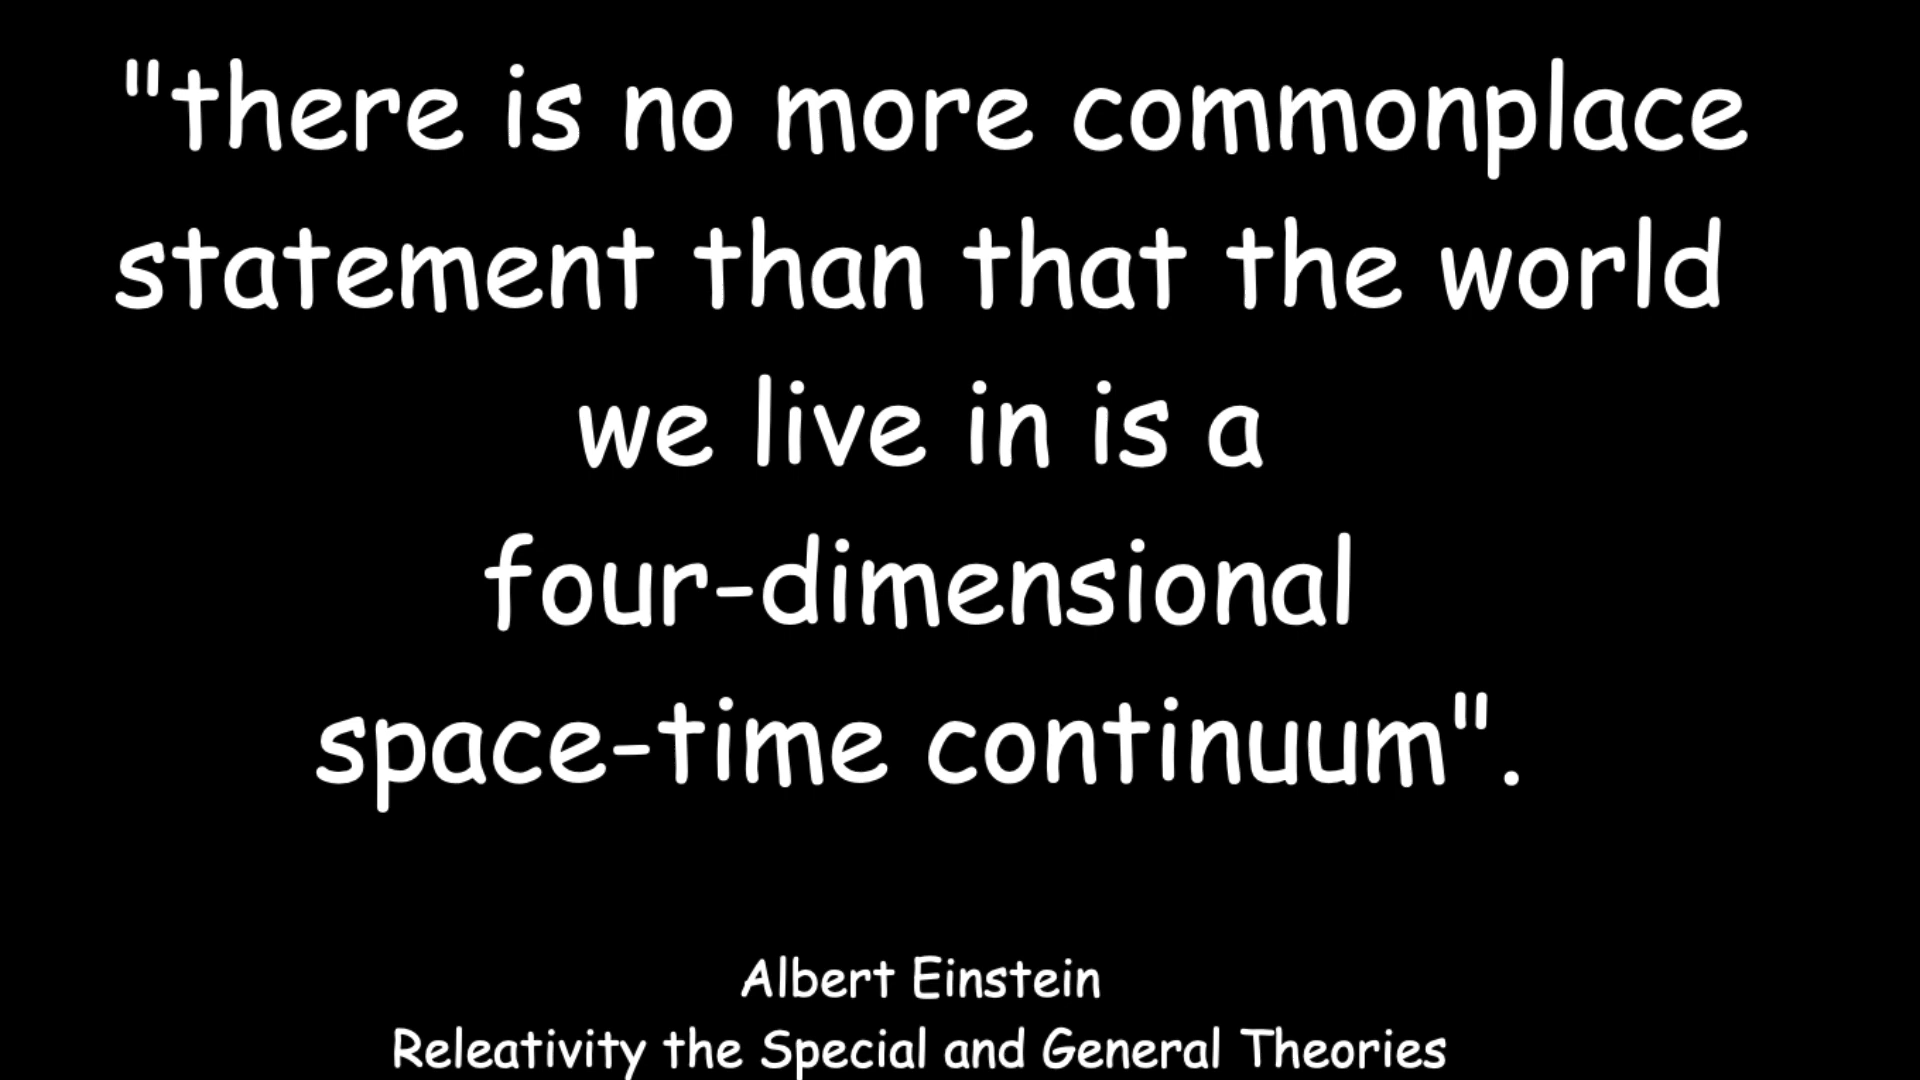 "there is no more commonplace
statement than that the world
we live in is a
four-dimensional
space-time continuum".
Albert Einstein
Releativity the Special and General Theories